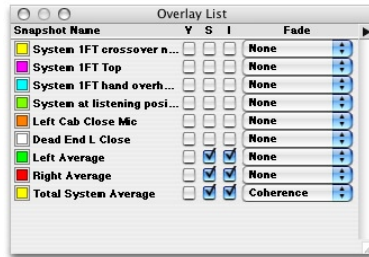 Overlay List
Snapshot Name Y S I Fade
System 1FT crossover n... None
System 1FT Top None
System 1FT hand overh... None
System at listening posi... None
Left Cab Close Mic None
Dead End L Close None
Left Average None
Right Average None
Total System Average Coherence